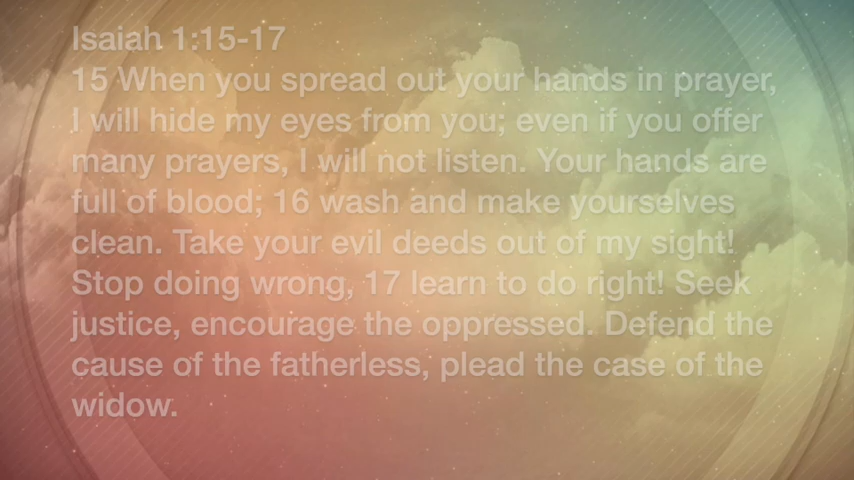 Isaiah 1:15-17
15 When you spread out your hands in prayer,
I will hide my eyes from you; even if you offer
many prayers, I will not listen. Your hands are
full of blood; 16 wash and make yourselves
clean. Take your evil deeds out of my sight!
Stop doing wrong, 17 learn to do right! Seek
justice, encourage the oppressed. Defend the
cause of the fatherless, plead the case of the
widow.